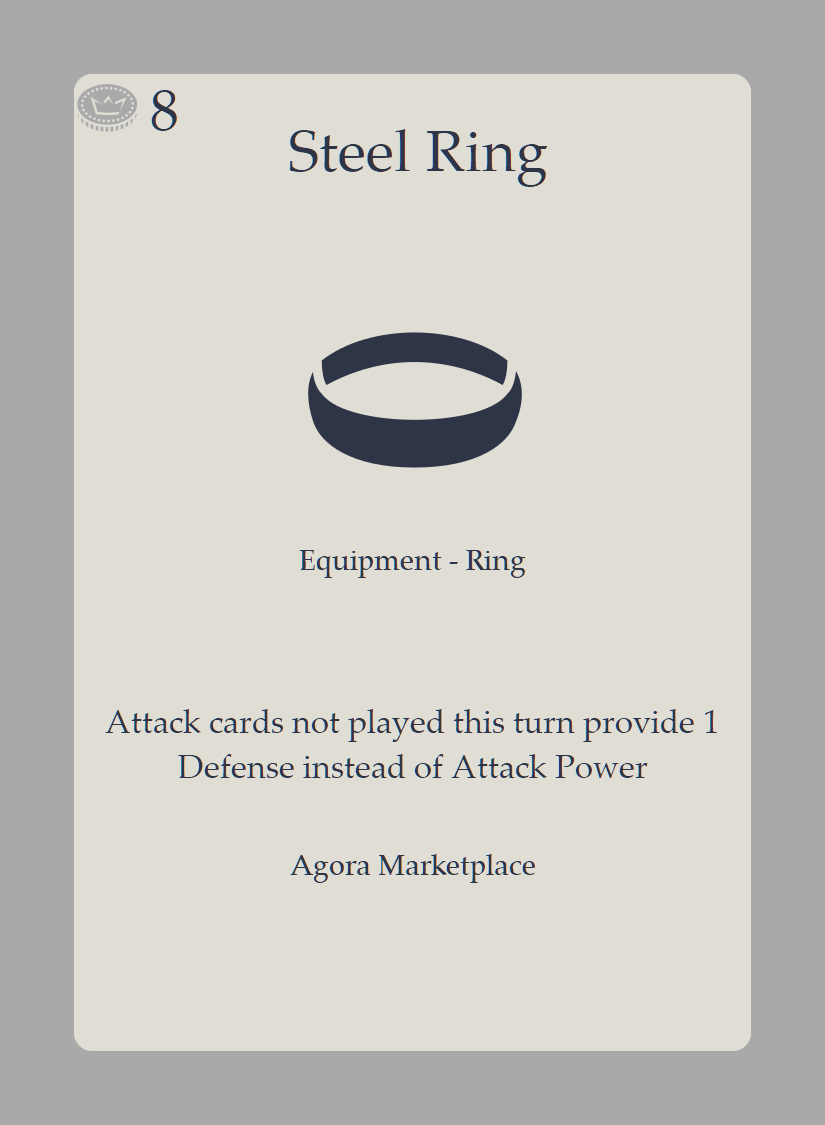 8
Steel Ring
Equipment - Ring
Attack cards not played this turn provide 1
Defense instead of Attack Power
Agora Marketplace